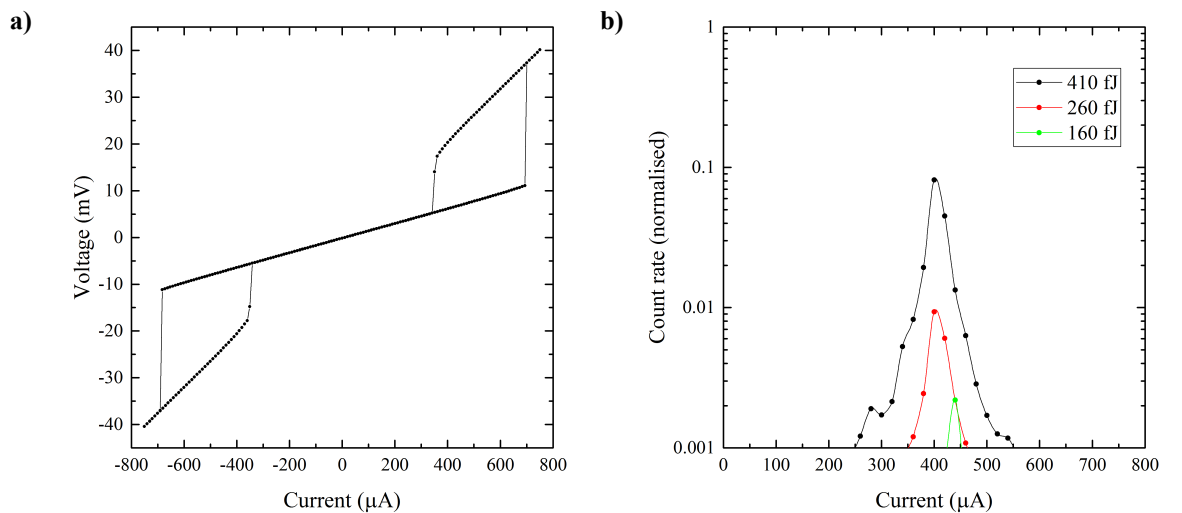 a)
40
30
20
10
0
-10
-20
-30
-40
Voltage (mV)
-800 -600 -400 -200 0 200 400 600 800
Current (μA)
b)
1
0.1
0.01
0.001
Count rate (normalised)
410 fJ
260 fJ
160 fJ
0 100 200 300 400 500 600 700 800
Current (μA)